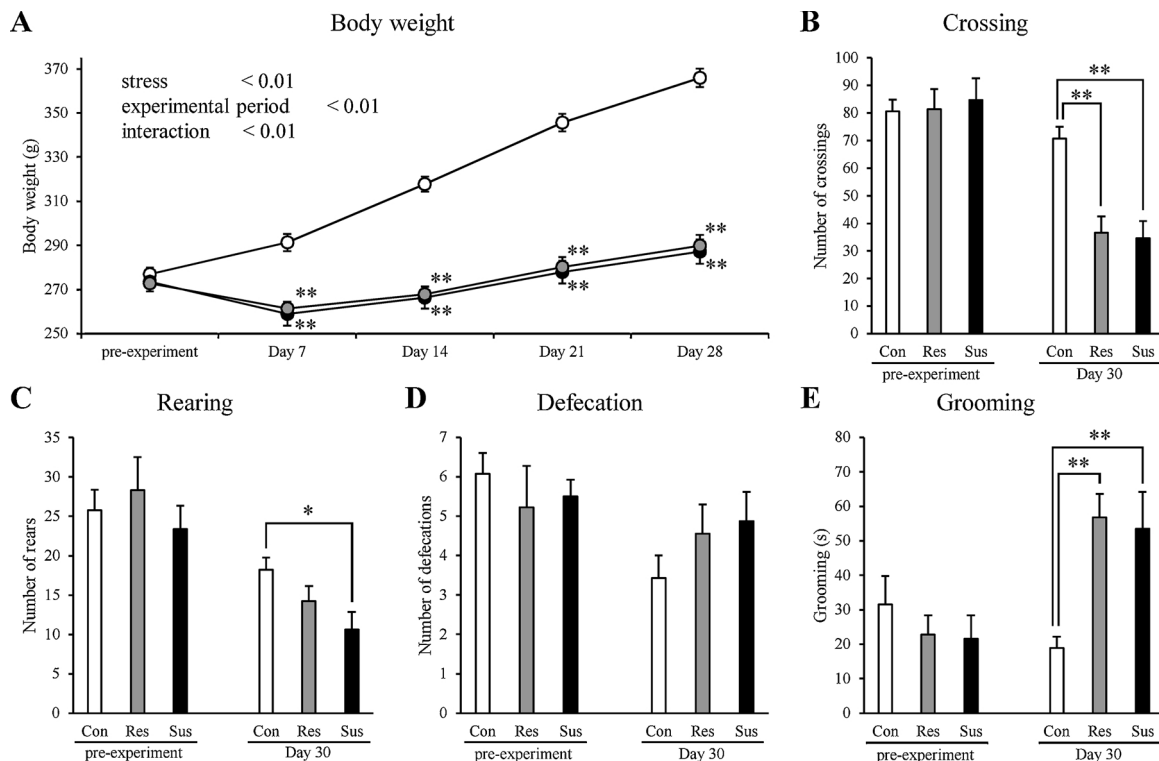 A
Body weight
370
350
330
310
290
270
250
Body weight (g)
stress < 0.01
experimental period < 0.01
interaction < 0.01
**
**
**
**
**
**
**
**
pre-experiment Day 7 Day 14 Day 21 Day 28
B
Crossing
100
90
80
70
60
50
40
30
20
10
0
Number of crossings
**
**
Con Res Sus Con Res Sus
pre-experiment Day 30
C
Rearing
35
30
25
20
15
10
5
0
Number of rears
*
Con Res Sus Con Res Sus
pre-experiment Day 30
D
Defecation
7
6
5
4
3
2
1
0
Number of defecations
Con Res Sus Con Res Sus
pre-experiment Day 30
E
Grooming
80
70
60
50
40
30
20
10
0
Grooming (s)
**
**
Con Res Sus Con Res Sus
pre-experiment Day 30